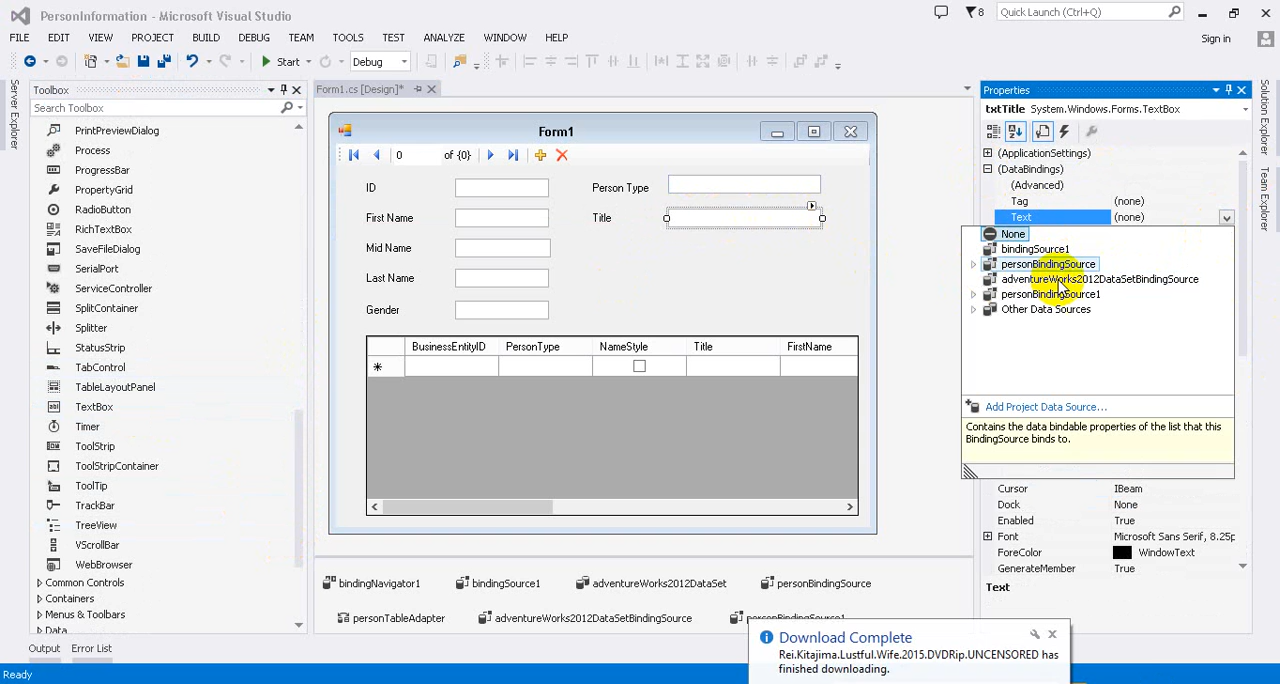 PersonInformation - Microsoft Visual Studio
8
Quick Launch (Ctrl+Q)
FILE EDIT VIEW PROJECT BUILD DEBUG TEAM TOOLS TEST ANALYZE WINDOW HELP
Sign in
Start Debug
Server Explorer
Toolbox
Search Toolbox
PrintPreviewDialog
Process
ProgressBar
PropertyGrid
RadioButton
RichTextBox
SaveFileDialog
SerialPort
ServiceController
SplitContainer
Splitter
StatusStrip
TabControl
TableLayoutPanel
TextBox
Timer
ToolStrip
ToolStripContainer
ToolTip
TrackBar
TreeView
VScrollBar
WebBrowser
Common Controls
Containers
Menus & Toolbars
Data
Output Error List
Ready
Form1.cs [Design]*
Form1
0 of {0}
ID
Person Type
First Name
Title
Mid Name
Last Name
Gender
BusinessEntityID PersonType NameStyle Title FirstName
bindingNavigator1 bindingSource1 adventureWorks2012DataSet personBindingSource
personTableAdapter adventureWorks2012DataSetBindingSource personBindingSource1
Properties
txtTitle System.Windows.Forms.TextBox
(ApplicationSettings)
(DataBindings)
(Advanced)
Tag (none)
Text (none)
None
bindingSource1
personBindingSource
adventureWorks2012DataSetBindingSource
personBindingSource1
Other Data Sources
Add Project Data Source...
Contains the data bindable properties of the list that this
BindingSource binds to.
Cursor IBeam
Dock None
Enabled True
Font Microsoft Sans Serif, 8.25p
ForeColor WindowText
GenerateMember True
Text
Solution Explorer
Team Explorer
Download Complete
Rei.Kitajima.Lustful.Wife.2015.DVDRip.UNCENSORED has
finished downloading.